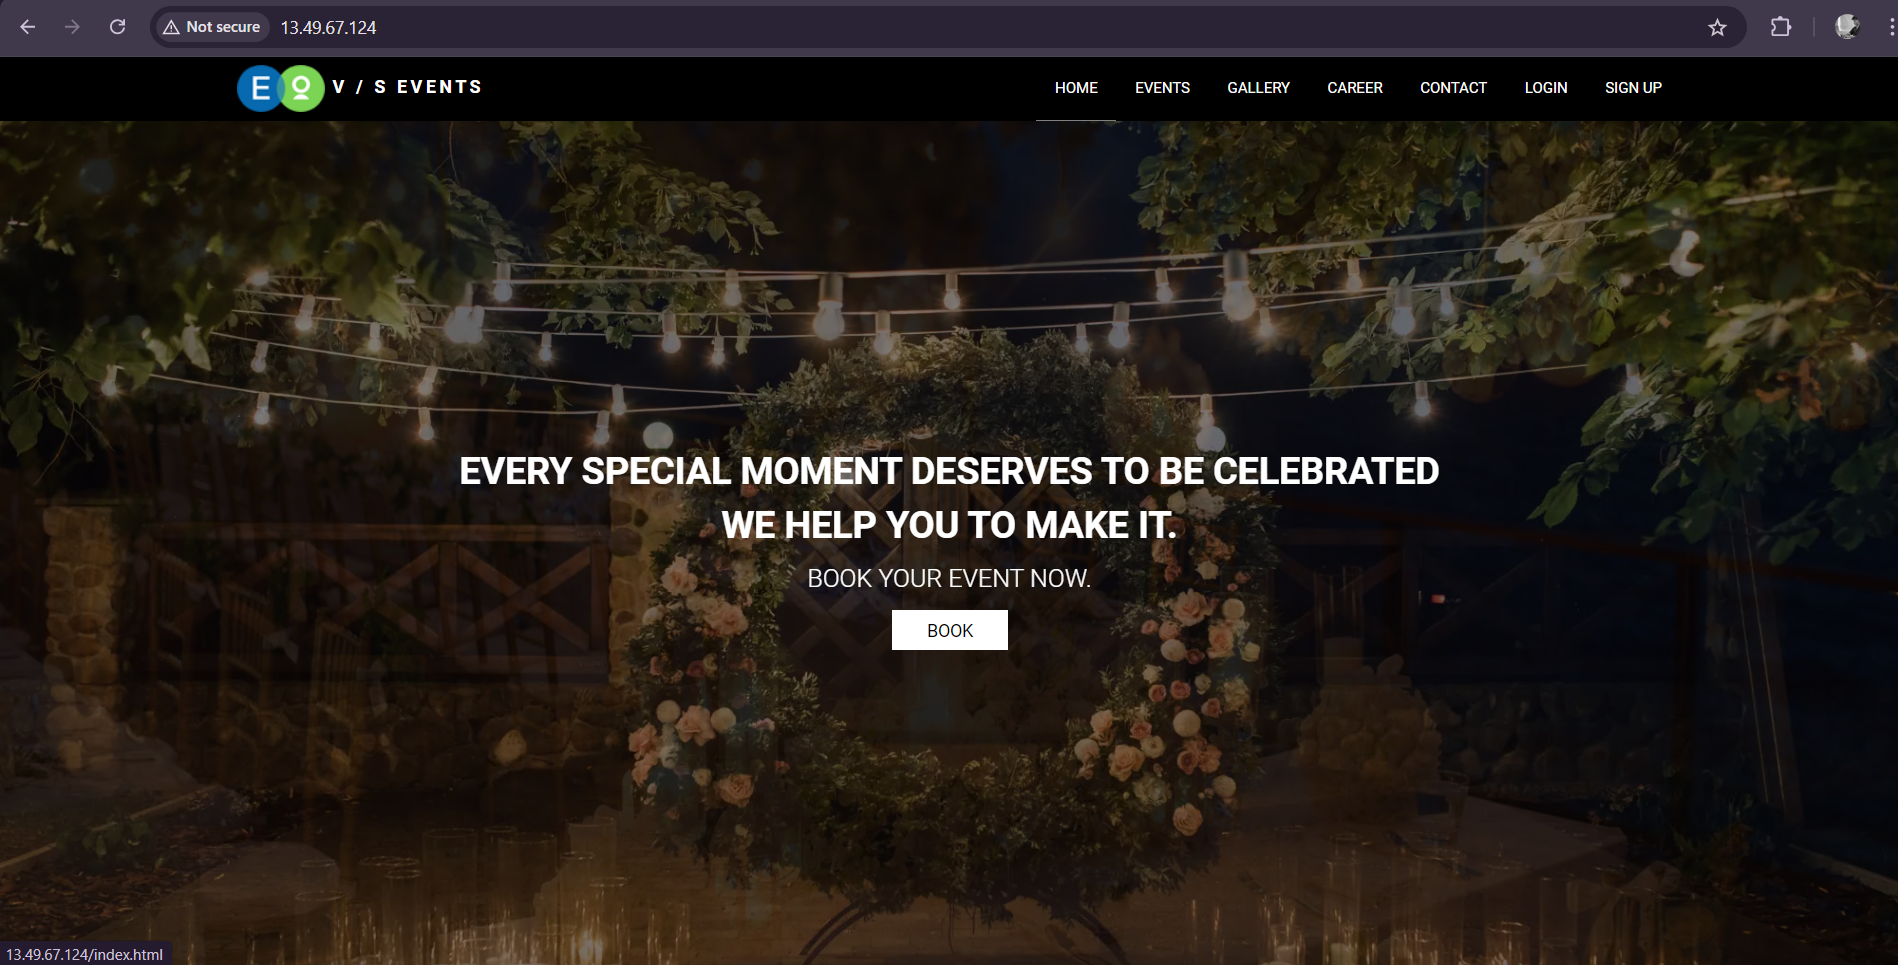 Not secure 13.49.67.124
E V / S EVENTS
HOME EVENTS GALLERY CAREER CONTACT LOGIN SIGN UP
EVERY SPECIAL MOMENT DESERVES TO BE CELEBRATED
WE HELP YOU TO MAKE IT.
BOOK YOUR EVENT NOW.
BOOK
13.49.67.124/index.html